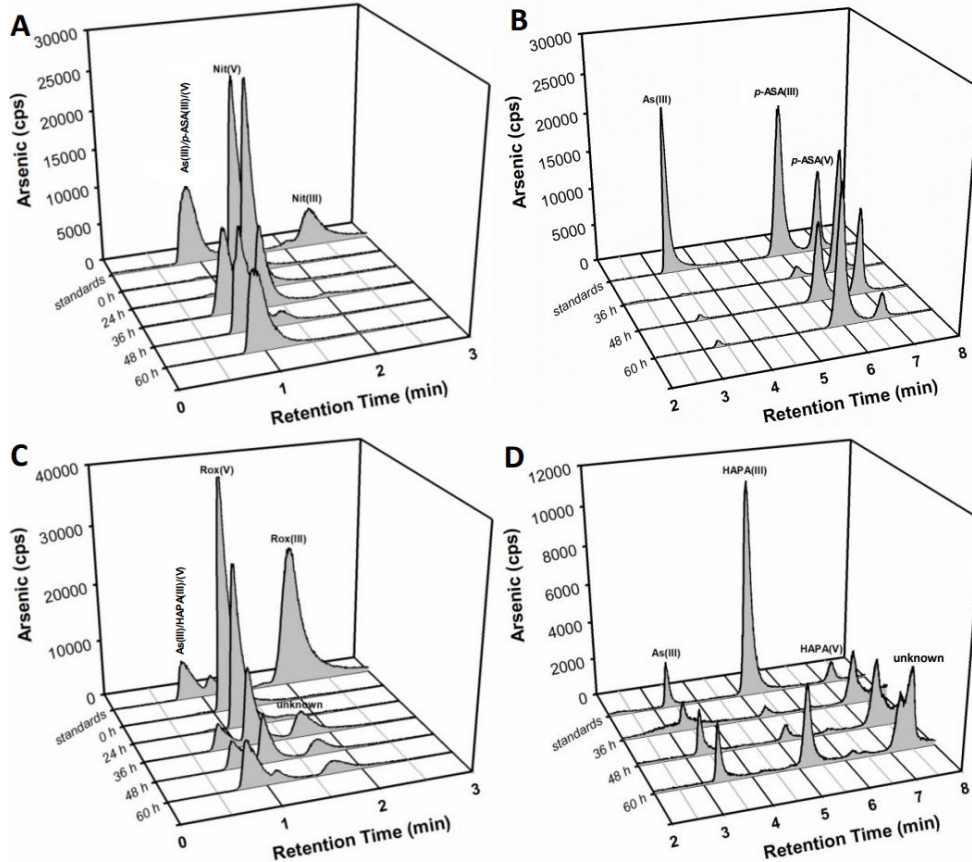 A
30000
25000
20000
15000
10000
5000
0
Arsenic (cps)
As(III)/p-ASA(III)/(V)
Nit(V)
Nit(III)
standards
0 h
24 h
36 h
48 h
60 h
0
1
2
3
Retention Time (min)
B
30000
25000
20000
15000
10000
5000
0
Arsenic (cps)
As(III)
p-ASA(III)
p-ASA(V)
standards
36 h
48 h
60 h
2
3
4
5
6
7
8
Retention Time (min)
C
40000
30000
20000
10000
0
Arsenic (cps)
As(III)/HAPA(III)/(V)
Rox(V)
Rox(III)
unknown
standards
0 h
24 h
36 h
48 h
60 h
0
1
2
3
Retention Time (min)
D
12000
10000
8000
6000
4000
2000
0
Arsenic (cps)
As(III)
HAPA(III)
HAPA(V)
unknown
standards
36 h
48 h
60 h
2
3
4
5
6
7
8
Retention Time (min)